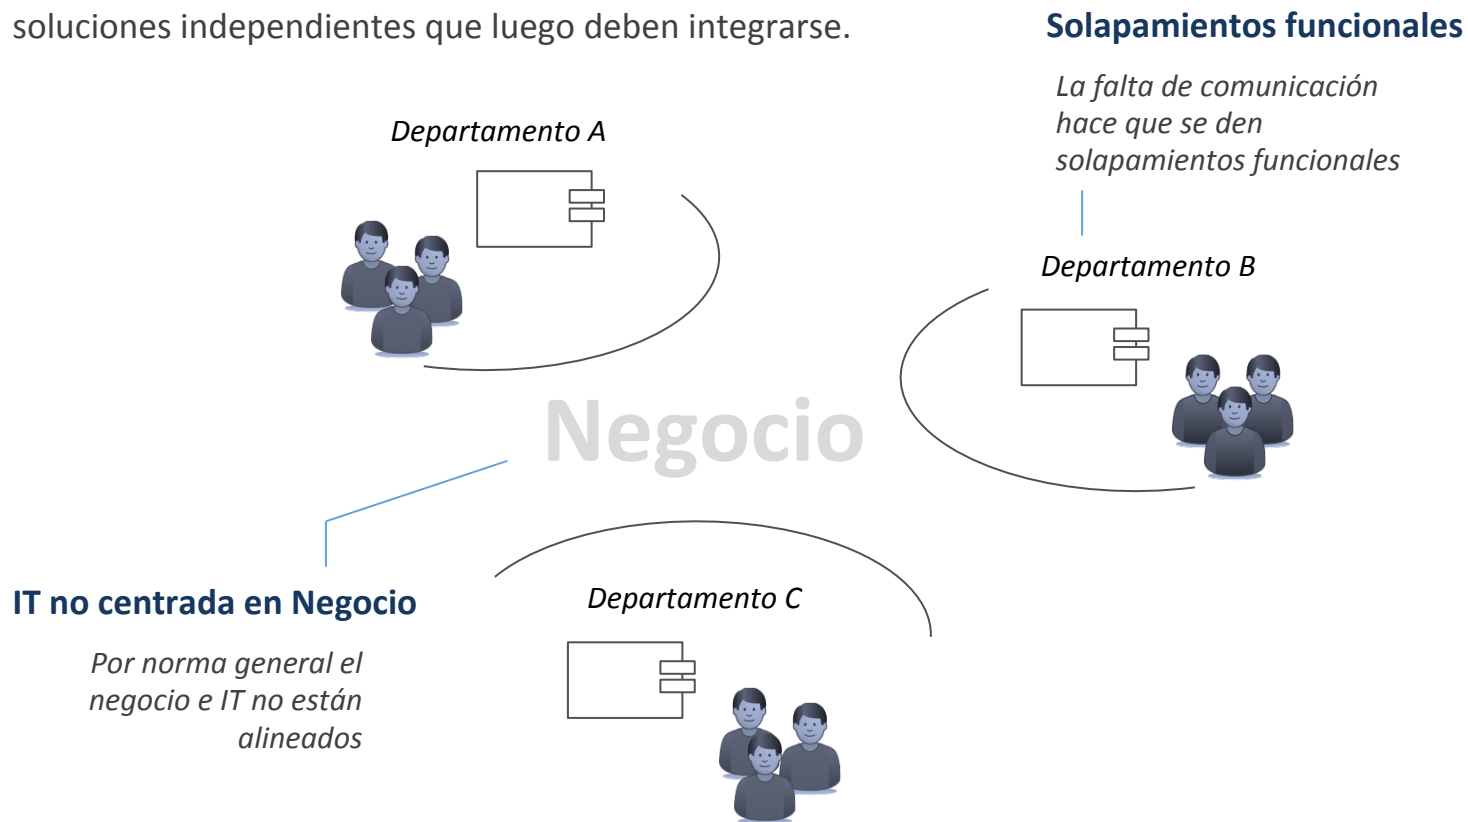 soluciones independientes que luego deben integrarse.
Solapamientos funcionales
La falta de comunicación
hace que se den
solapamientos funcionales
Departamento A
Departamento B
Negocio
IT no centrada en Negocio
Por norma general el
negocio e IT no están
alineados
Departamento C